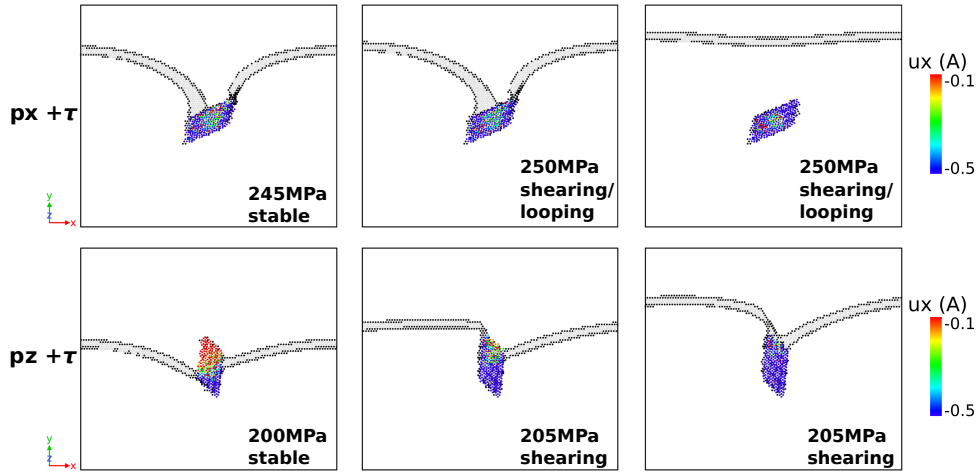 px +τ
245MPa
stable
250MPa
shearing/
looping
250MPa
shearing/
looping
ux (A)
-0.1
-0.5
y
z
x
pz +τ
200MPa
stable
205MPa
shearing
205MPa
shearing
ux (A)
-0.1
-0.5
y
z
x